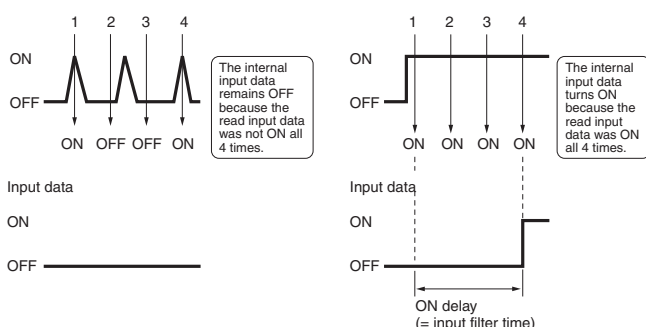 1 2 3 4
ON
OFF
The internal
input data
remains OFF
because the
read input data
was not ON all
4 times.
ON OFF OFF ON
Input data
ON
OFF
1 2 3 4
ON
OFF
The internal
input data
turns ON
because the
read input
data was ON
all 4 times.
ON ON ON ON
Input data
ON
OFF
ON delay
(= input filter time)